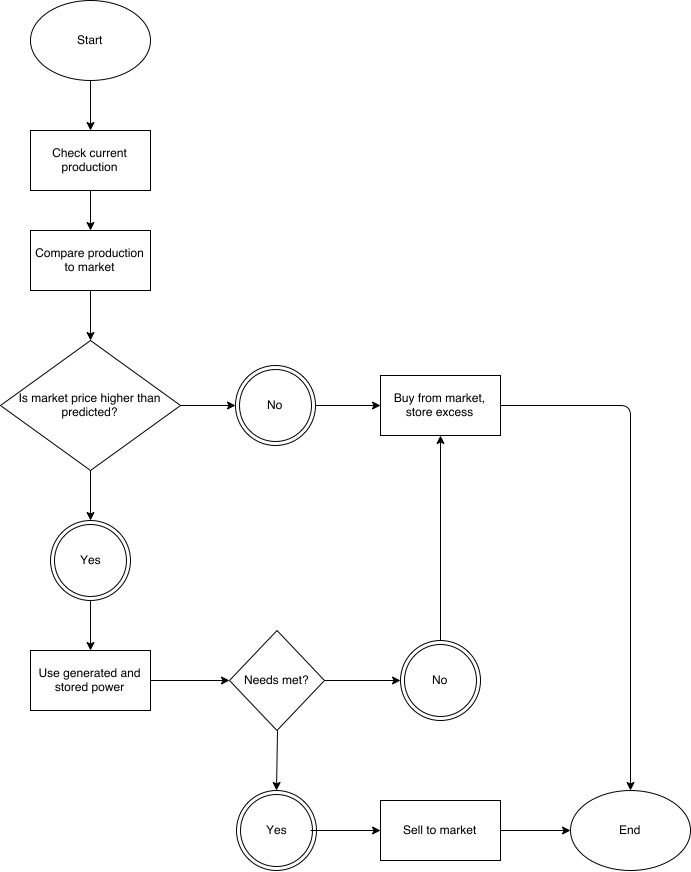 Start
Check current
production
Compare production
to market
Is market price higher than
predicted?
No
Buy from market,
store excess
Yes
Use generated and
stored power
Needs met?
No
Yes
Sell to market
End